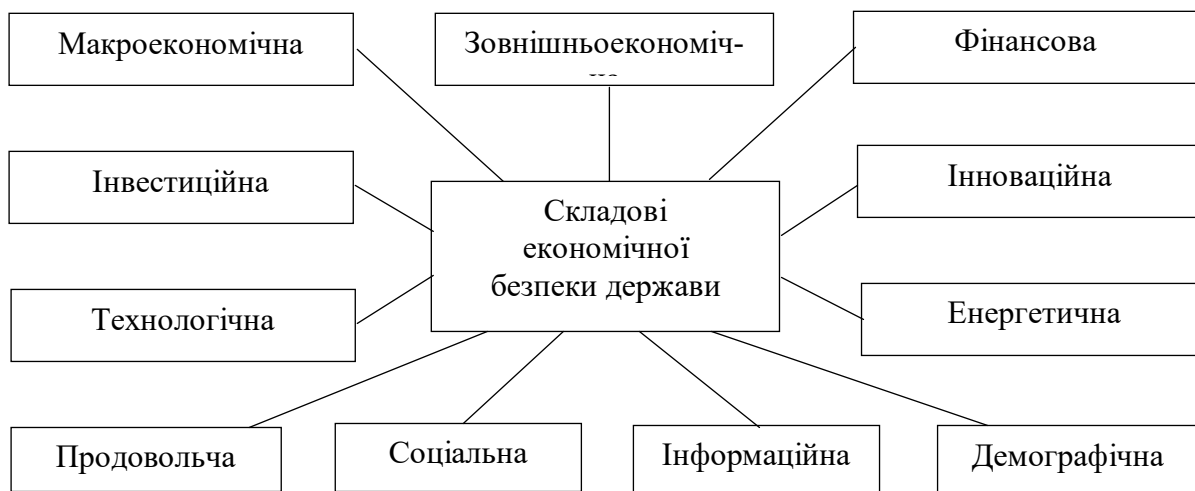 Макроекономічна
Зовнішньоекономіч-
Фінансова
Інвестиційна
Інноваційна
Складові
економічної
безпеки держави
Технологічна
Енергетична
Продовольча
Соціальна
Інформаційна
Демографічна